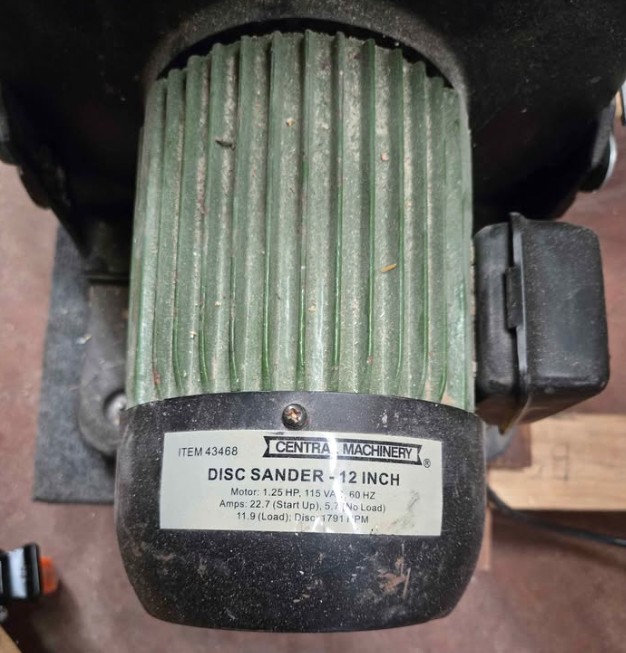 ITEM 43468 CENTRAL MACHINERY ®
DISC SANDER - 12 INCH
Motor: 1.25 HP, 115 VAC, 60 HZ
Amps: 22.7 (Start Up), (No Load)
11.9 (Load); Disc: 1791 RPM